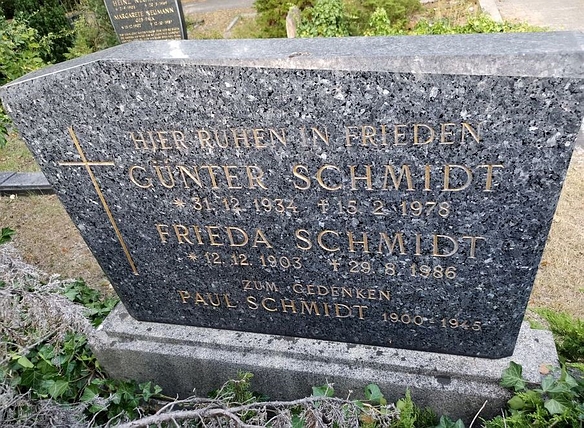 HIER RUHEN IN FRIEDEN
GÜNTER SCHMIDT
* 31. 12. 1934 † 15. 2. 1978
FRIEDA SCHMIDT
* 12. 12. 1903 † 29. 8. 1986
ZUM GEDENKEN
PAUL SCHMIDT 1900-1945